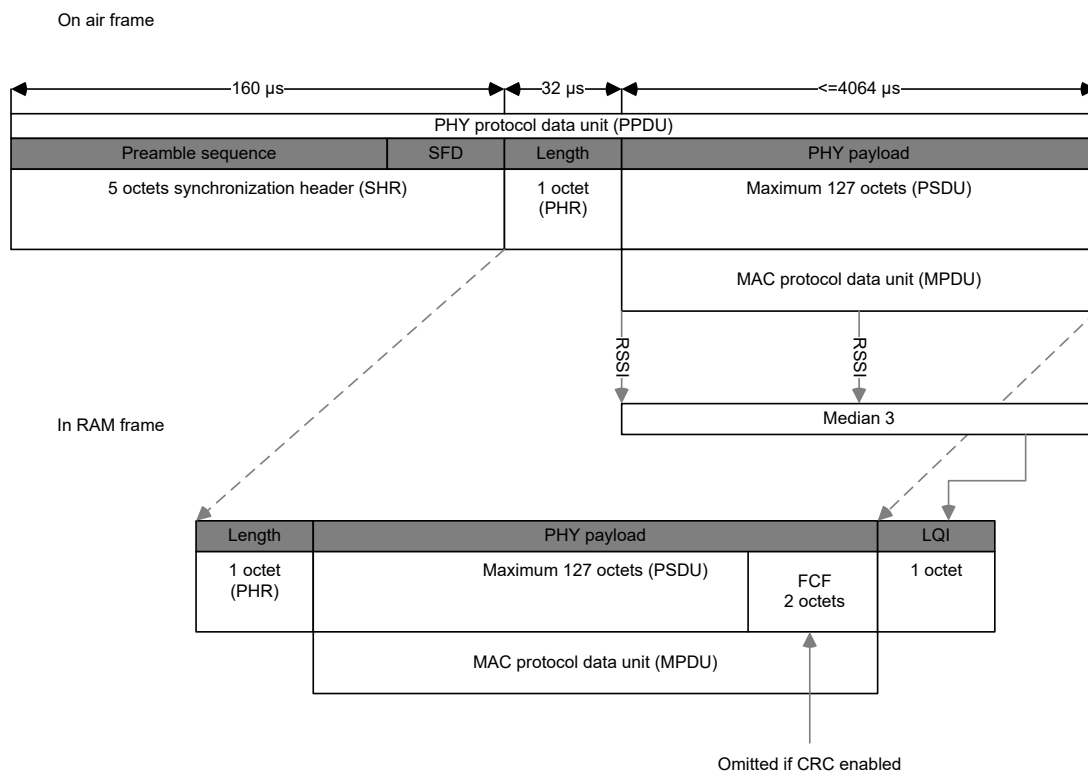 On air frame
160 µs
32 µs
<=4064 µs
PHY protocol data unit (PPDU)
Preamble sequence
SFD
Length
PHY payload
5 octets synchronization header (SHR)
1 octet
(PHR)
Maximum 127 octets (PSDU)
MAC protocol data unit (MPDU)
RSSI
RSSI
Median 3
In RAM frame
Length
PHY payload
LQI
1 octet
(PHR)
Maximum 127 octets (PSDU)
FCF
2 octets
1 octet
MAC protocol data unit (MPDU)
Omitted if CRC enabled